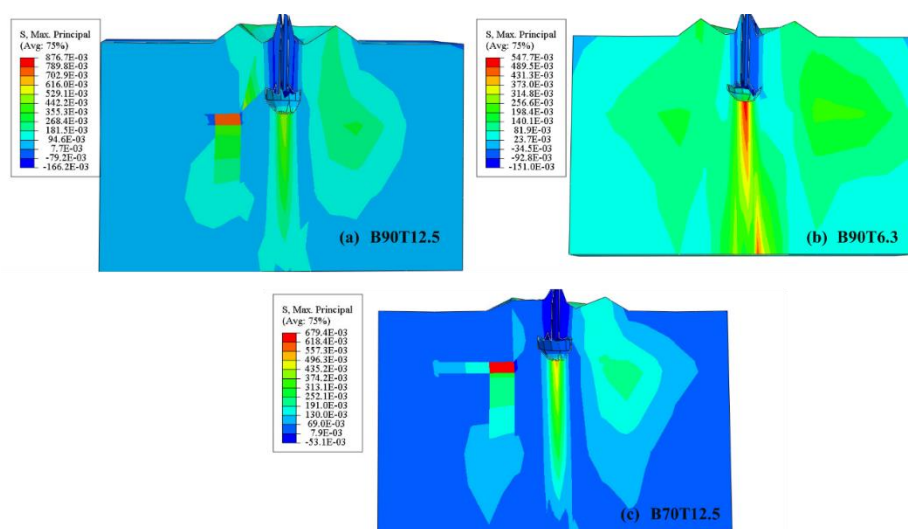 S, Max. Principal
(Avg: 75%)
876.7E-03
789.8E-03
702.9E-03
616.0E-03
529.1E-03
442.2E-03
355.3E-03
268.4E-03
181.5E-03
94.6E-03
7.7E-03
-79.2E-03
-166.2E-03
(a) B90T12.5
S, Max. Principal
(Avg: 75%)
547.7E-03
489.5E-03
431.3E-03
373.0E-03
314.8E-03
256.6E-03
198.4E-03
140.1E-03
81.9E-03
23.7E-03
-34.5E-03
-92.8E-03
-151.0E-03
(b) B90T6.3
S, Max. Principal
(Avg: 75%)
679.4E-03
618.4E-03
557.3E-03
496.3E-03
435.2E-03
374.2E-03
313.1E-03
252.1E-03
191.0E-03
130.0E-03
69.0E-03
7.9E-03
-53.1E-03
(c) B70T12.5